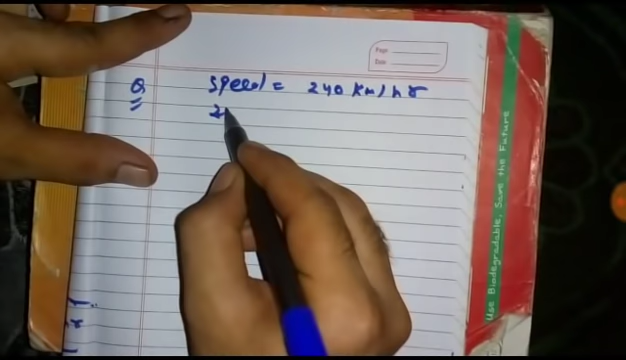 Page
Date
Q Speed = 240 Km/hr
Use Biodegradable, Save the Future